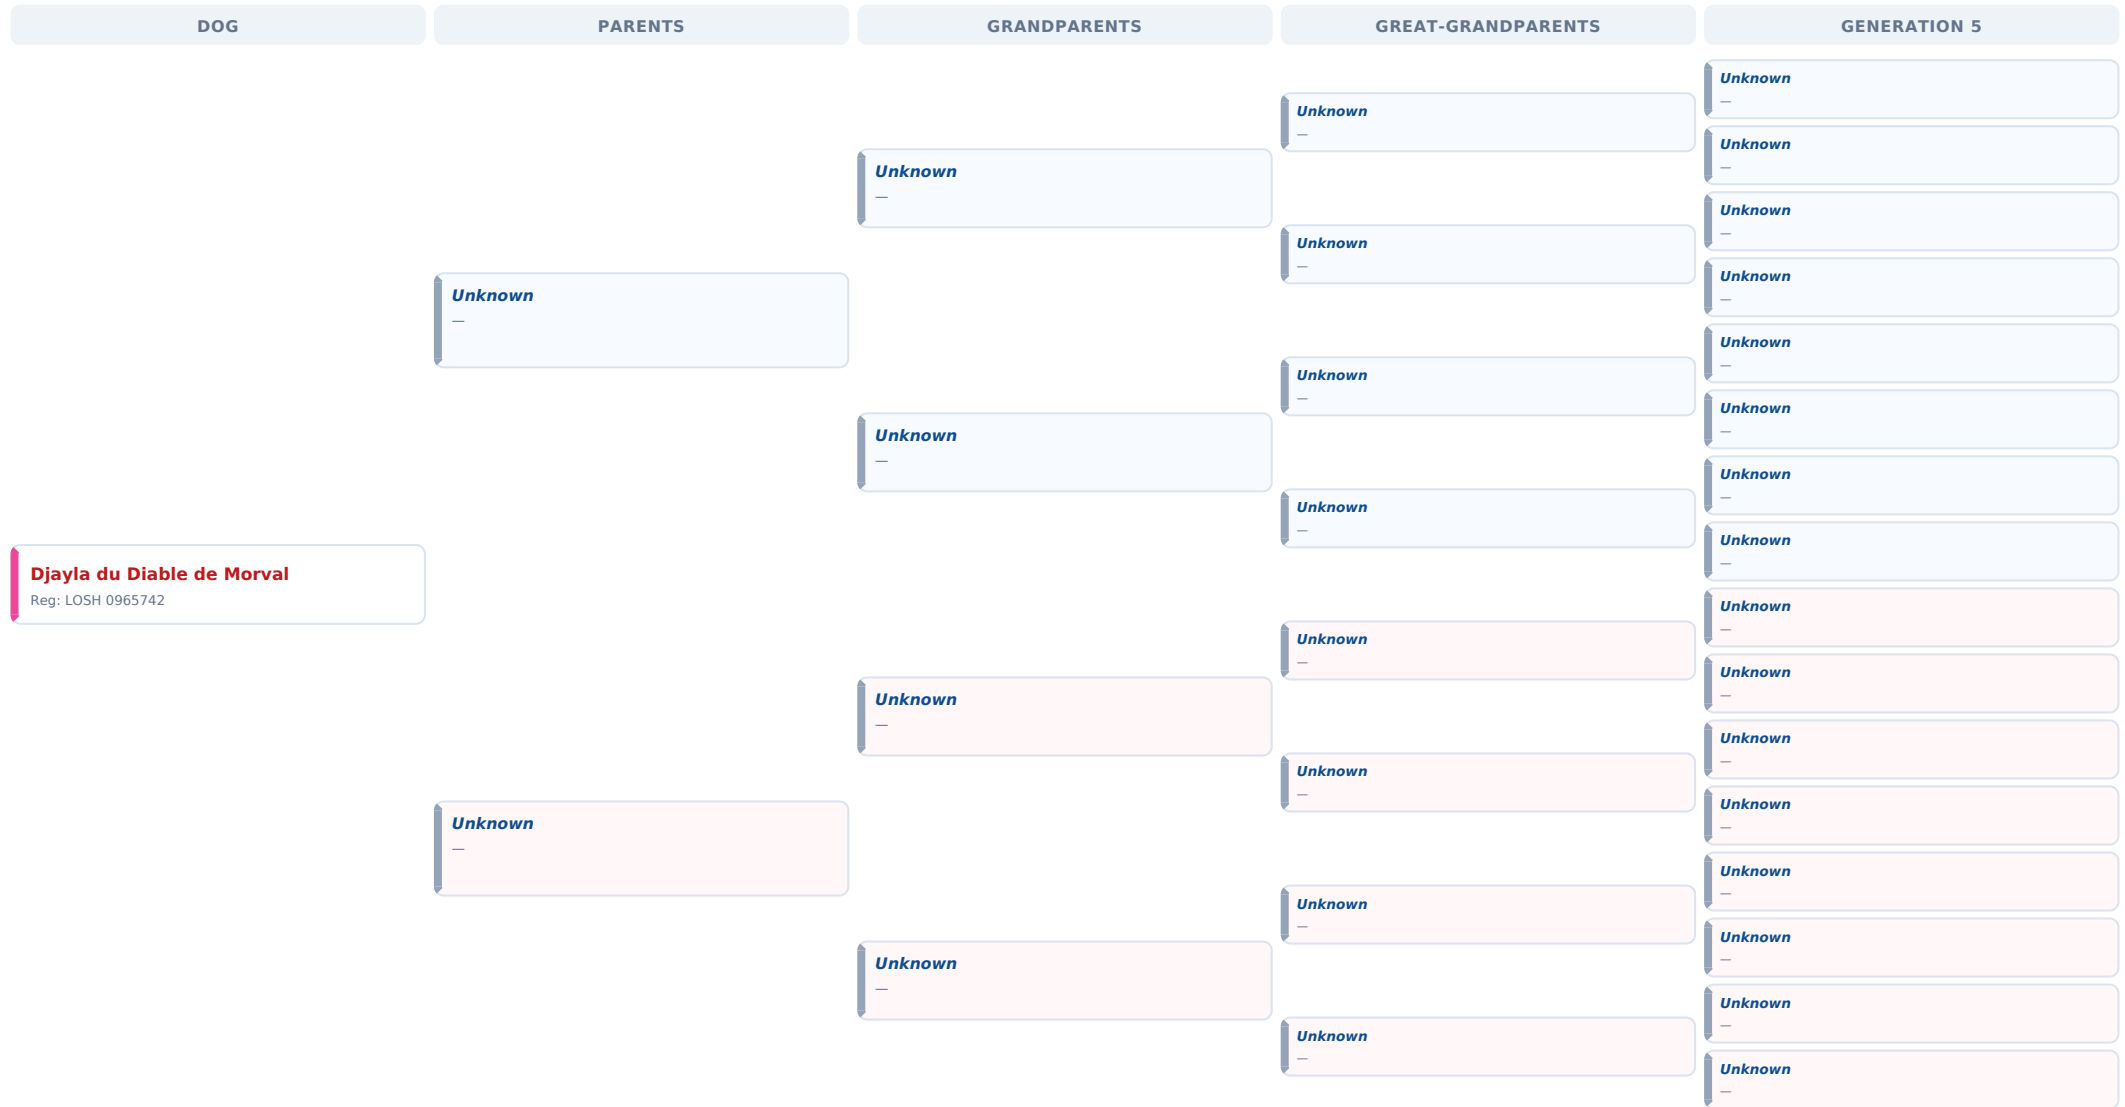 DOG
PARENTS
GRANDPARENTS
GREAT-GRANDPARENTS
GENERATION 5
Djayla du Diable de Morval
Reg: LOSH 0965742
Unknown
—
Unknown
—
Unknown
—
Unknown
—
Unknown
—
Unknown
—
Unknown
—
Unknown
—
Unknown
—
Unknown
—
Unknown
—
Unknown
—
Unknown
—
Unknown
—
Unknown
—
Unknown
—
Unknown
—
Unknown
—
Unknown
—
Unknown
—
Unknown
—
Unknown
—
Unknown
—
Unknown
—
Unknown
—
Unknown
—
Unknown
—
Unknown
—
Unknown
—
Unknown
—